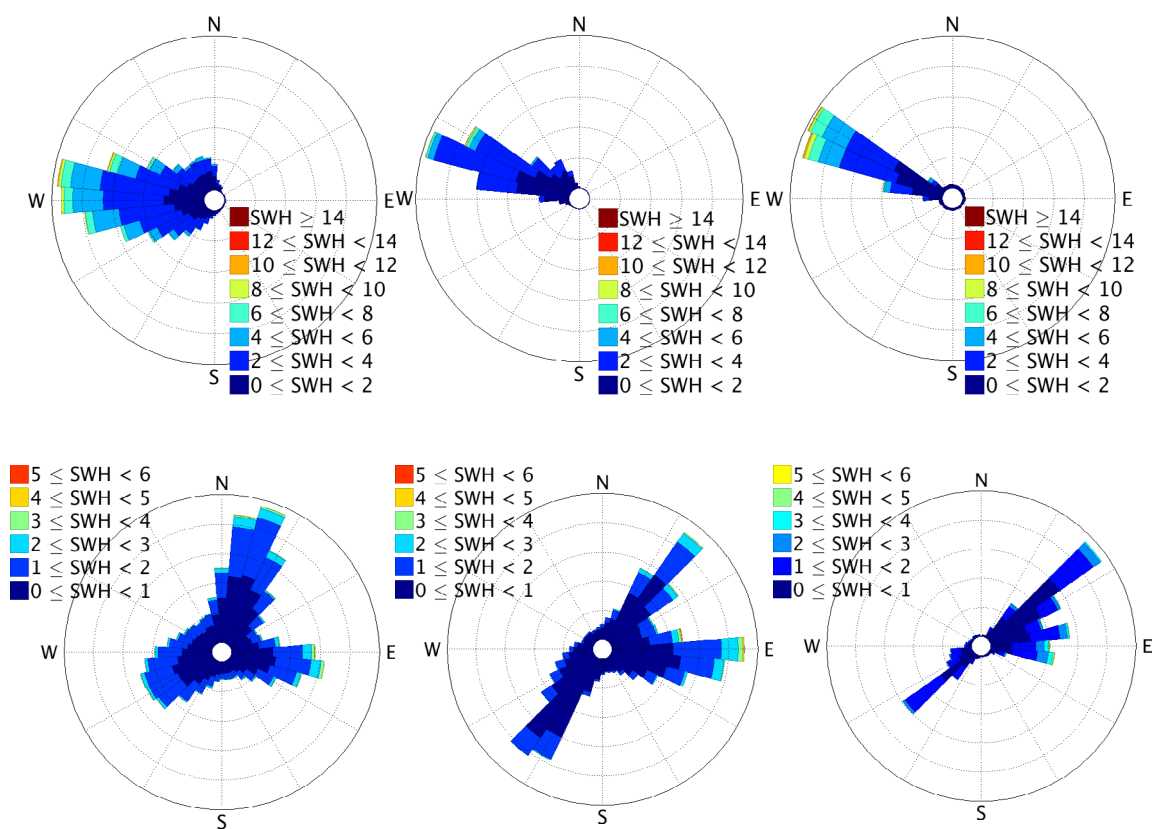 N
W
E
S
SWH ≥ 14
12 ≤ SWH < 14
10 ≤ SWH < 12
8 ≤ SWH < 10
6 ≤ SWH < 8
4 ≤ SWH < 6
2 ≤ SWH < 4
0 ≤ SWH < 2
N
W
E
S
SWH ≥ 14
12 ≤ SWH < 14
10 ≤ SWH < 12
8 ≤ SWH < 10
6 ≤ SWH < 8
4 ≤ SWH < 6
2 ≤ SWH < 4
0 ≤ SWH < 2
N
W
E
S
SWH ≥ 14
12 ≤ SWH < 14
10 ≤ SWH < 12
8 ≤ SWH < 10
6 ≤ SWH < 8
4 ≤ SWH < 6
2 ≤ SWH < 4
0 ≤ SWH < 2
5 ≤ SWH < 6
4 ≤ SWH < 5
3 ≤ SWH < 4
2 ≤ SWH < 3
1 ≤ SWH < 2
0 ≤ SWH < 1
N
W
E
S
5 ≤ SWH < 6
4 ≤ SWH < 5
3 ≤ SWH < 4
2 ≤ SWH < 3
1 ≤ SWH < 2
0 ≤ SWH < 1
N
W
E
S
5 ≤ SWH < 6
4 ≤ SWH < 5
3 ≤ SWH < 4
2 ≤ SWH < 3
1 ≤ SWH < 2
0 ≤ SWH < 1
N
W
E
S